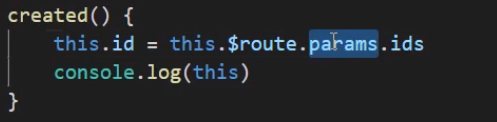 created() {
this.id = this.$route.params.ids
console.log(this)
}